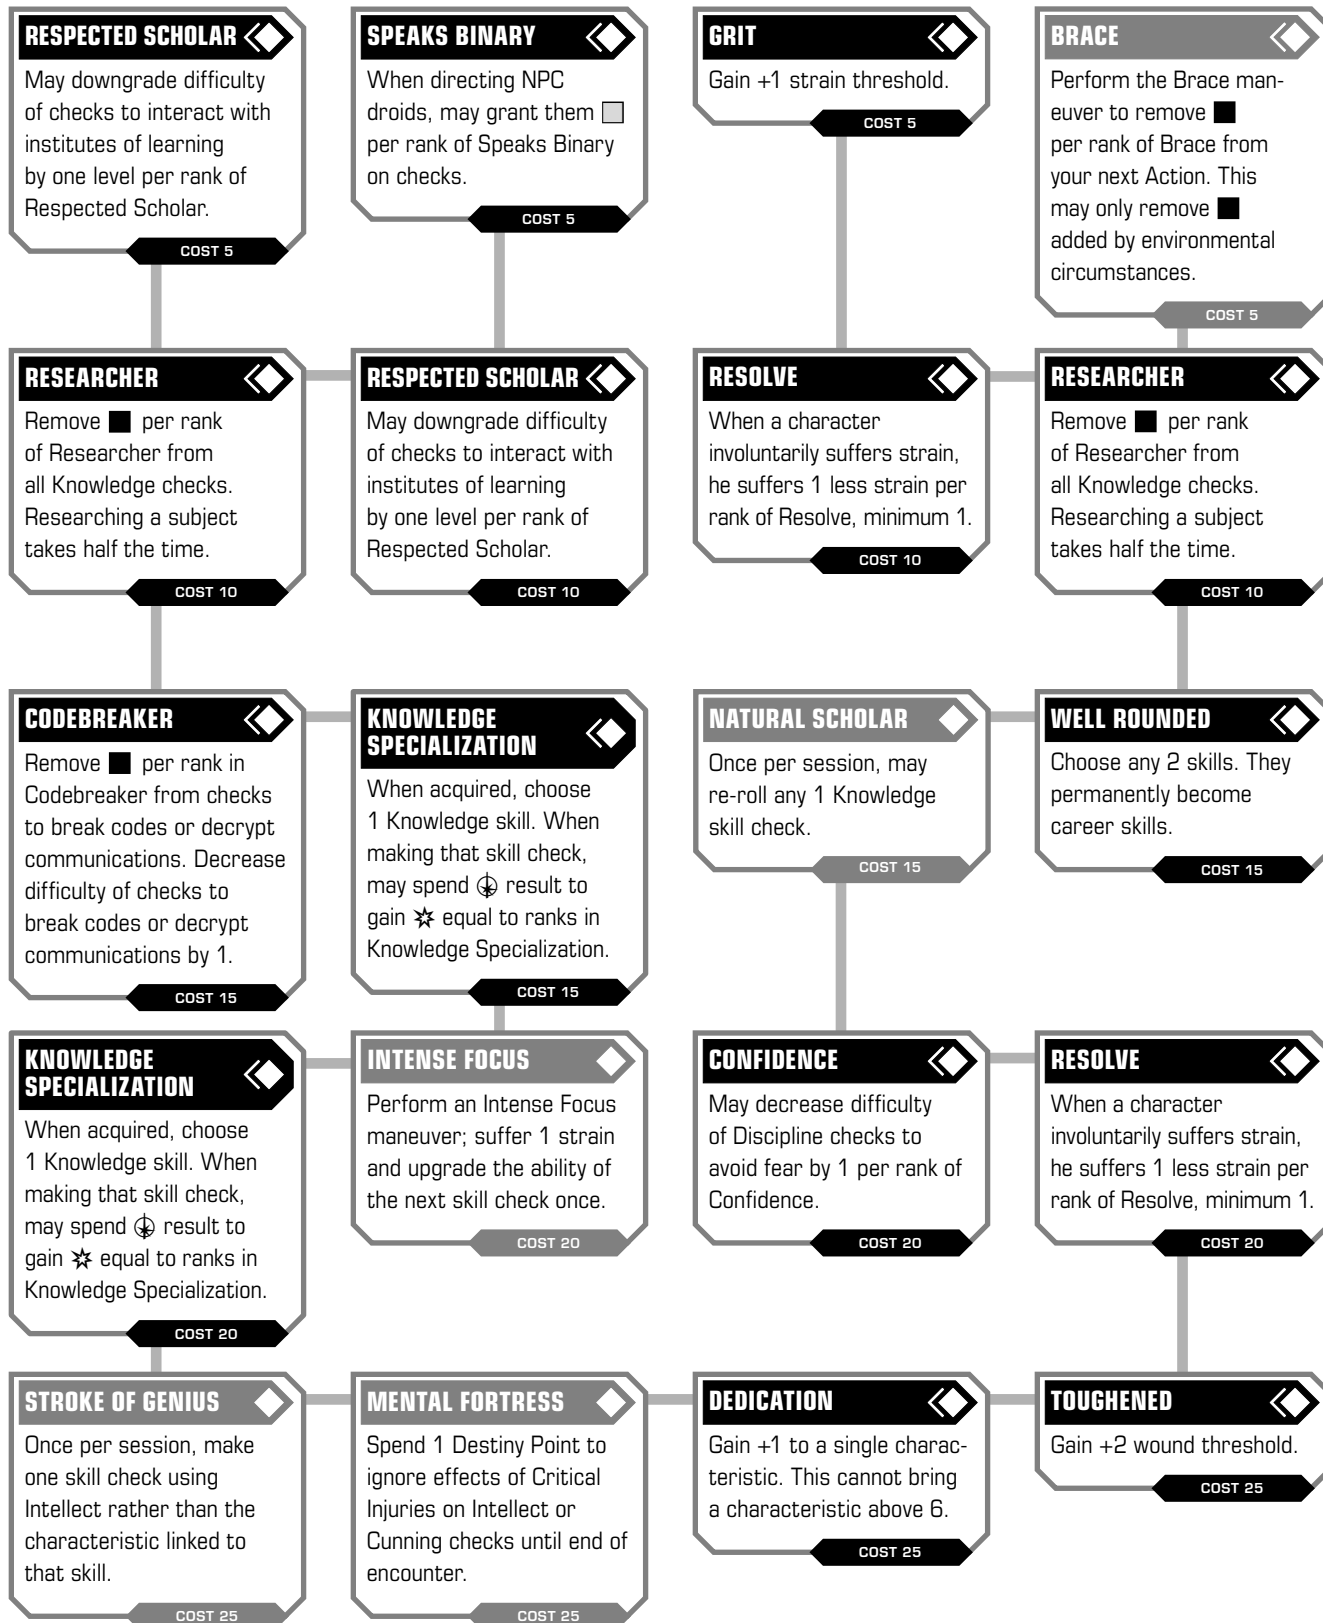 RESPECTED SCHOLAR
May downgrade difficulty
of checks to interact with
institutes of learning
by one level per rank of
Respected Scholar.
COST 5
SPEAKS BINARY
When directing NPC
droids, may grant them
per rank of Speaks Binary
on checks.
COST 5
GRIT
Gain +1 strain threshold.
COST 5
BRACE
Perform the Brace man-
euver to remove
per rank of Brace from
your next Action. This
may only remove
added by environmental
circumstances.
COST 5
RESEARCHER
Remove per rank
of Researcher from
all Knowledge checks.
Researching a subject
takes half the time.
COST 10
RESPECTED SCHOLAR
May downgrade difficulty
of checks to interact with
institutes of learning
by one level per rank of
Respected Scholar.
COST 10
RESOLVE
When a character
involuntarily suffers strain,
he suffers 1 less strain per
rank of Resolve, minimum 1.
COST 10
RESEARCHER
Remove per rank
of Researcher from
all Knowledge checks.
Researching a subject
takes half the time.
COST 10
CODEBREAKER
Remove per rank in
Codebreaker from checks
to break codes or decrypt
communications. Decrease
difficulty of checks to
break codes or decrypt
communications by 1.
COST 15
KNOWLEDGE
SPECIALIZATION
When acquired, choose
1 Knowledge skill. When
making that skill check,
may spend result to
gain equal to ranks in
Knowledge Specialization.
COST 15
NATURAL SCHOLAR
Once per session, may
re-roll any 1 Knowledge
skill check.
COST 15
WELL ROUNDED
Choose any 2 skills. They
permanently become
career skills.
COST 15
KNOWLEDGE
SPECIALIZATION
When acquired, choose
1 Knowledge skill. When
making that skill check,
may spend result to
gain equal to ranks in
Knowledge Specialization.
COST 20
INTENSE FOCUS
Perform an Intense Focus
maneuver; suffer 1 strain
and upgrade the ability of
the next skill check once.
COST 20
CONFIDENCE
May decrease difficulty
of Discipline checks to
avoid fear by 1 per rank of
Confidence.
COST 20
RESOLVE
When a character
involuntarily suffers strain,
he suffers 1 less strain per
rank of Resolve, minimum 1.
COST 20
STROKE OF GENIUS
Once per session, make
one skill check using
Intellect rather than the
characteristic linked to
that skill.
COST 25
MENTAL FORTRESS
Spend 1 Destiny Point to
ignore effects of Critical
Injuries on Intellect or
Cunning checks until end of
encounter.
COST 25
DEDICATION
Gain +1 to a single charac-
teristic. This cannot bring
a characteristic above 6.
COST 25
TOUGHENED
Gain +2 wound threshold.
COST 25